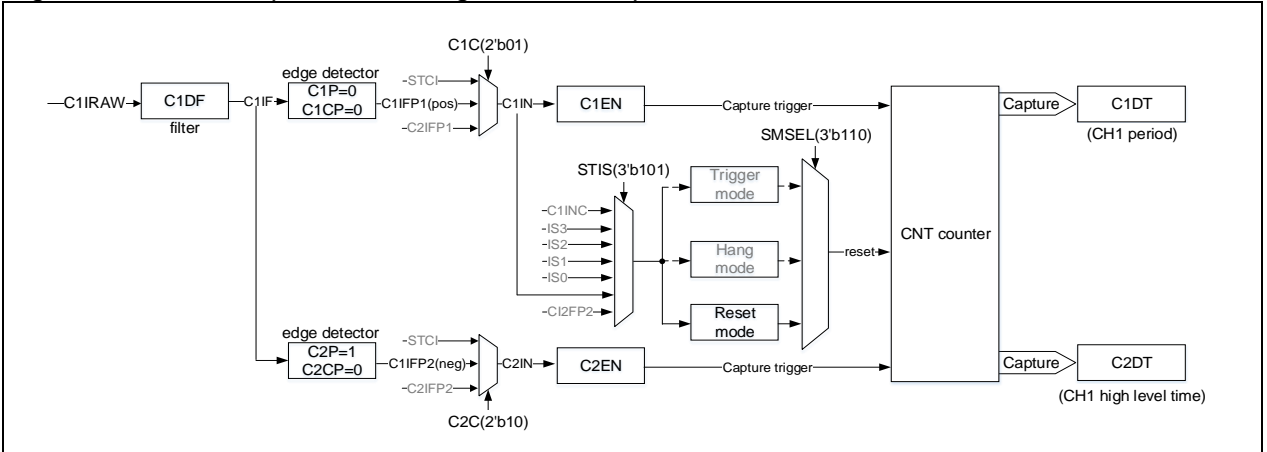 C1C(2'b01)
edge detector
C1P=0
C1CP=0
STCI
C1IRAW
C1DF
filter
C1IF
C1IFP1(pos)
C2IFP1
C1IN
C1EN
Capture trigger
Capture
C1DT
(CH1 period)
SMSEL(3'b110)
STIS(3'b101)
Trigger
mode
C1INC
IS3
IS2
IS1
IS0
CI2FP2
Hang
mode
Reset
mode
reset
CNT counter
edge detector
C2P=1
C2CP=0
STCI
C1IFP2(neg)
C2IFP2
C2IN
C2EN
Capture trigger
Capture
C2DT
(CH1 high level time)
C2C(2'b10)